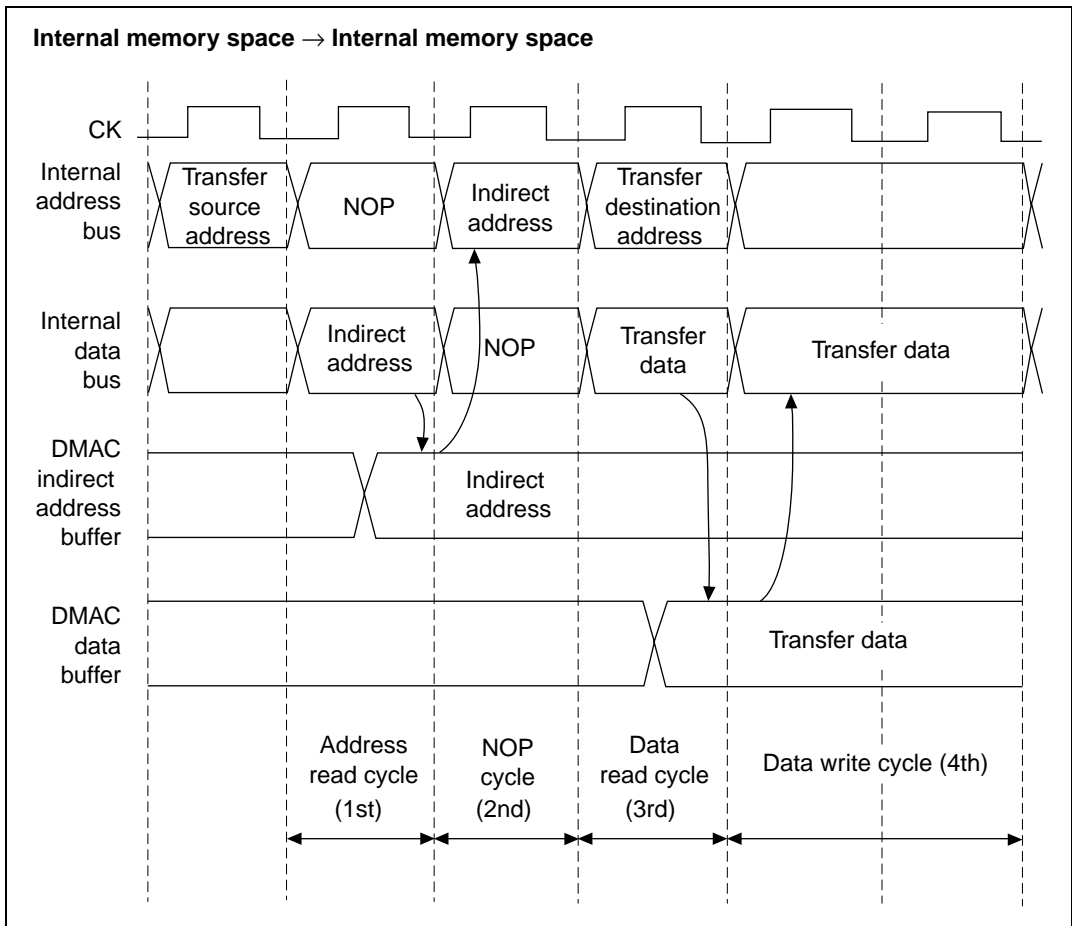 Internal memory space → Internal memory space
CK
Internal
address
bus
Transfer
source
address
NOP
Indirect
address
Transfer
destination
address
Internal
data
bus
Indirect
address
NOP
Transfer
data
Transfer data
DMAC
indirect
address
buffer
Indirect
address
DMAC
data
buffer
Transfer data
Address
read cycle
(1st)
NOP
cycle
(2nd)
Data
read cycle
(3rd)
Data write cycle (4th)